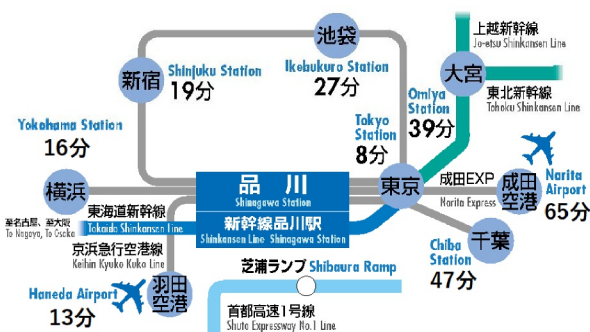 池袋
Ikebukuro Station
27分
新宿
Shinjuku Station
19分
上越新幹線
Jo-etsu Shinkansen Line
大宮
東北新幹線
Tohoku Shinkansen Line
Omiya
Station
39分
Tokyo
Station
8分
Yokohama Station
16分
横浜
品川
Shinagawa Station
新幹線品川駅
Shinkansen Line Shinagawa Station
東京
成田EXP
Narita Express
成田
空港
Narita
Airport
65分
東海道新幹線
Tokaido Shinkansen Line
至名古屋、至大阪
To Nagoya, To Osaka
京浜急行空港線
Keihin Kyuko Kuko Line
千葉
Chiba
Station
47分
Haneda Airport
13分
羽田
空港
芝浦ランプ Shibaura Ramp
首都高速1号線
Shuto Expressway No.1 Line